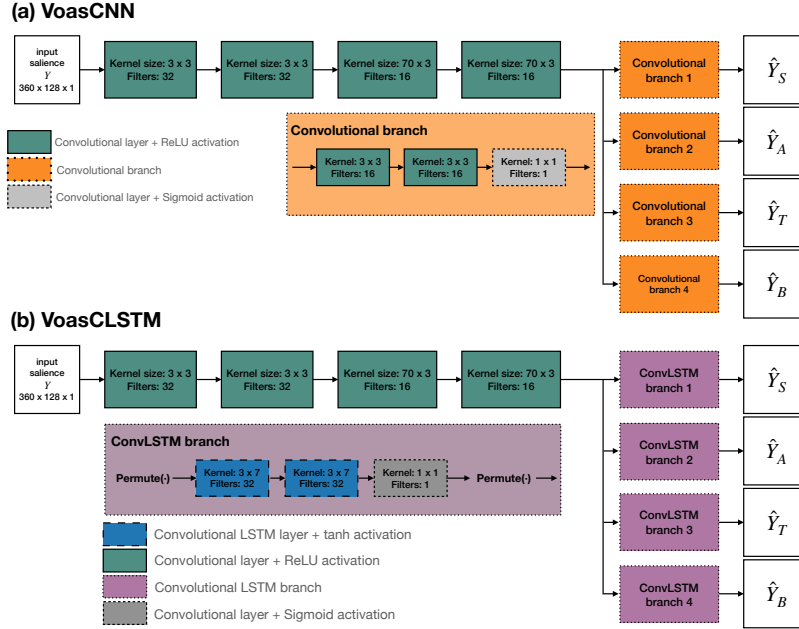 (a) VoasCNN
input
salience
Y
360 x 128 x 1
Kernel size: 3 x 3
Filters: 32
Kernel size: 3 x 3
Filters: 32
Kernel size: 70 x 3
Filters: 16
Kernel size: 70 x 3
Filters: 16
Convolutional
branch 1
Ŷ_S
Convolutional
branch 2
Ŷ_A
Convolutional
branch 3
Ŷ_T
Convolutional
branch 4
Ŷ_B
Convolutional branch
Kernel: 3 x 3
Filters: 16
Kernel: 3 x 3
Filters: 16
Kernel: 1 x 1
Filters: 1
Convolutional layer + ReLU activation
Convolutional branch
Convolutional layer + Sigmoid activation
(b) VoasCLSTM
input
salience
Y
360 x 128 x 1
Kernel size: 3 x 3
Filters: 32
Kernel size: 3 x 3
Filters: 32
Kernel size: 70 x 3
Filters: 16
Kernel size: 70 x 3
Filters: 16
ConvLSTM
branch 1
Ŷ_S
ConvLSTM
branch 2
Ŷ_A
ConvLSTM
branch 3
Ŷ_T
ConvLSTM
branch 4
Ŷ_B
ConvLSTM branch
Permute(·)
Kernel: 3 x 7
Filters: 32
Kernel: 3 x 7
Filters: 32
Kernel: 1 x 1
Filters: 1
Permute(·)
Convolutional LSTM layer + tanh activation
Convolutional layer + ReLU activation
Convolutional LSTM branch
Convolutional layer + Sigmoid activation